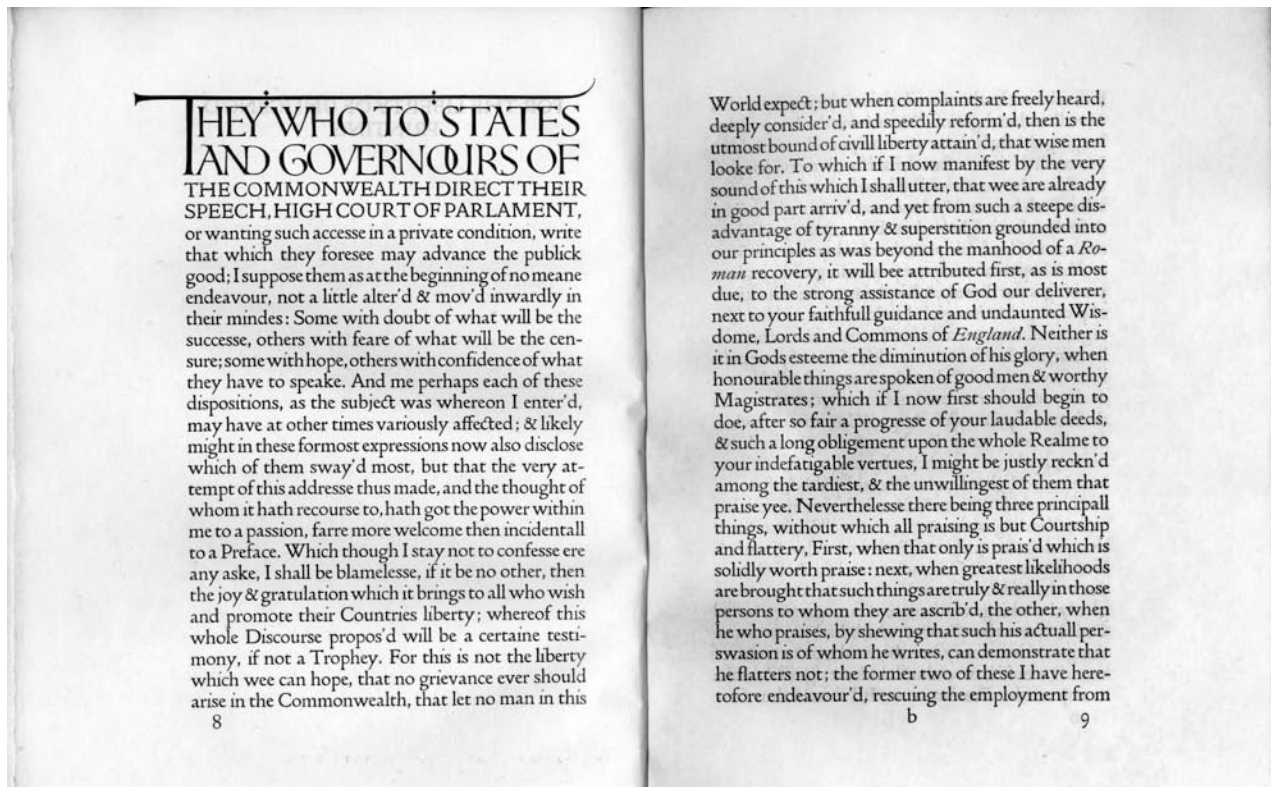 THEY WHO TO STATES
AND GOVERNOURS OF
THE COMMONWEALTH DIRECT THEIR
SPEECH, HIGH COURT OF PARLAMENT,
or wanting such accesse in a private condition, write
that which they foresee may advance the publick
good; I suppose them as at the beginning of no meane
endeavour, not a little alter'd & mov'd inwardly in
their mindes: Some with doubt of what will be the
successe, others with feare of what will be the cen-
sure; some with hope, others with confidence of what
they have to speake. And me perhaps each of these
dispositions, as the subject was whereon I enter'd,
may have at other times variously affected; & likely
might in these formost expressions now also disclose
which of them sway'd most, but that the very at-
tempt of this addresse thus made, and the thought of
whom it hath recourse to, hath got the power within
me to a passion, farre more welcome then incidentall
to a Preface. Which though I stay not to confesse ere
any aske, I shall be blamelesse, if it be no other, then
the joy & gratulation which it brings to all who wish
and promote their Countries liberty; whereof this
whole Discourse propos'd will be a certaine testi-
mony, if not a Trophey. For this is not the liberty
which wee can hope, that no grievance ever should
arise in the Commonwealth, that let no man in this
8
World expect; but when complaints are freely heard,
deeply consider'd, and speedily reform'd, then is the
utmost bound of civill liberty attain'd, that wise men
looke for. To which if I now manifest by the very
sound of this which I shall utter, that wee are already
in good part arriv'd, and yet from such a steepe dis-
advantage of tyranny & superstition grounded into
our principles as was beyond the manhood of a Ro-
man recovery, it will bee attributed first, as is most
due, to the strong assistance of God our deliverer,
next to your faithfull guidance and undaunted Wis-
dome, Lords and Commons of England. Neither is
it in Gods esteeme the diminution of his glory, when
honourable things are spoken of good men & worthy
Magistrates; which if I now first should begin to
doe, after so fair a progresse of your laudable deeds,
& such a long obligement upon the whole Realme to
your indefatigable vertues, I might be justly reckn'd
among the tardiest, & the unwillingest of them that
praise yee. Neverthelesse there being three principall
things, without which all praising is but Courtship
and flattery, First, when that only is prais'd which is
solidly worth praise: next, when greatest likelihoods
are brought that such things are truly & really in those
persons to whom they are ascrib'd, the other, when
he who praises, by shewing that such his actuall per-
swasion is of whom he writes, can demonstrate that
he flatters not; the former two of these I have here-
tofore endeavour'd, rescuing the employment from
b 9